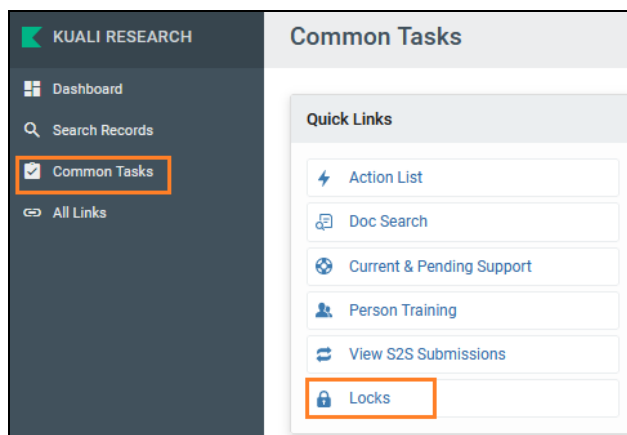 KUALI RESEARCH
Dashboard
Search Records
Common Tasks
All Links
Common Tasks
Quick Links
Action List
Doc Search
Current & Pending Support
Person Training
View S2S Submissions
Locks